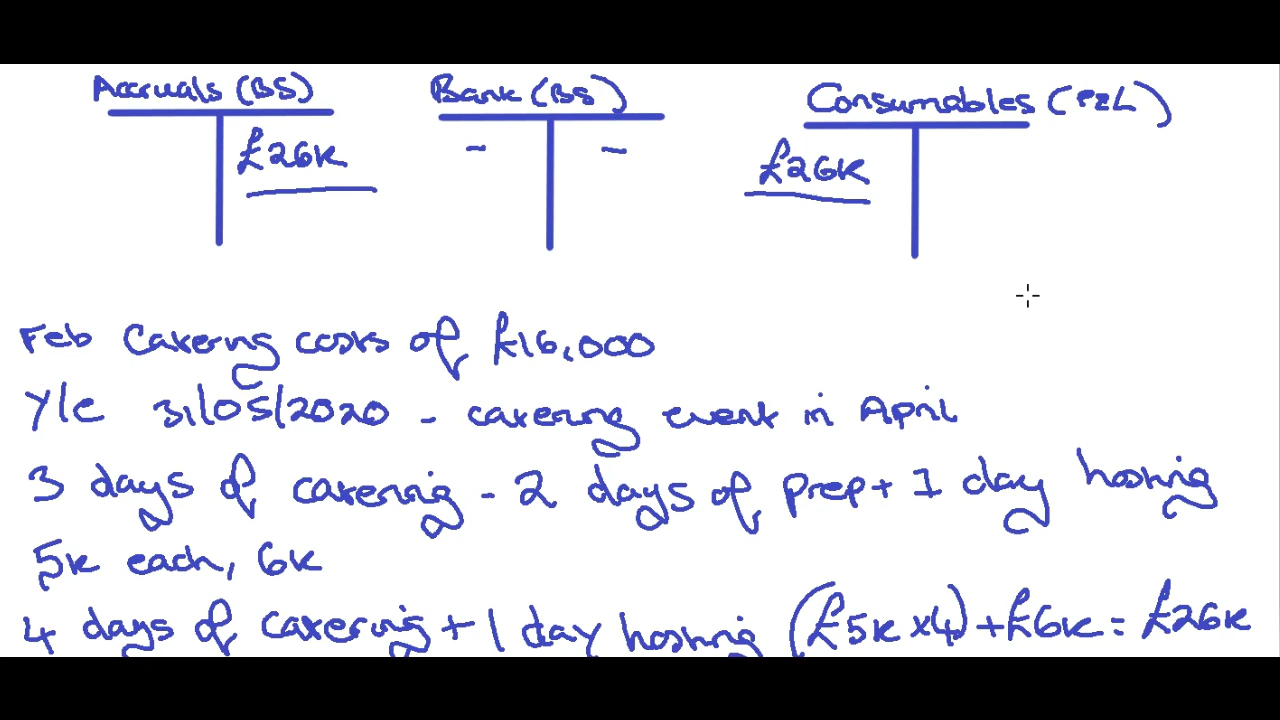 Accruals (BS) Bank (BS) Consumables (P&L)
£26K - - £26K
Feb Catering costs of £16,000
Y/E 31/05/2020 - catering event in April
3 days of catering - 2 days of prep + 1 day hosting
5K each, 6K
4 days of catering + 1 day hosting (£5K x4) + £6K = £26K